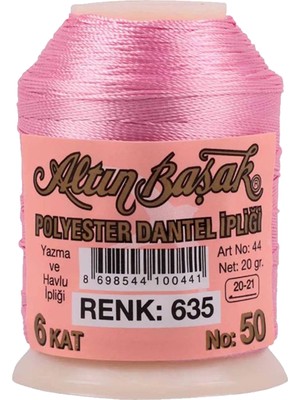 Altın Başak
POLYESTER DANTEL İPLİĞİ
Yazma
ve
Havlu
İpliği
8 698544 100441
Art No: 44
Net: 20 gr.
20-21
RENK: 635
6 KAT
No: 50